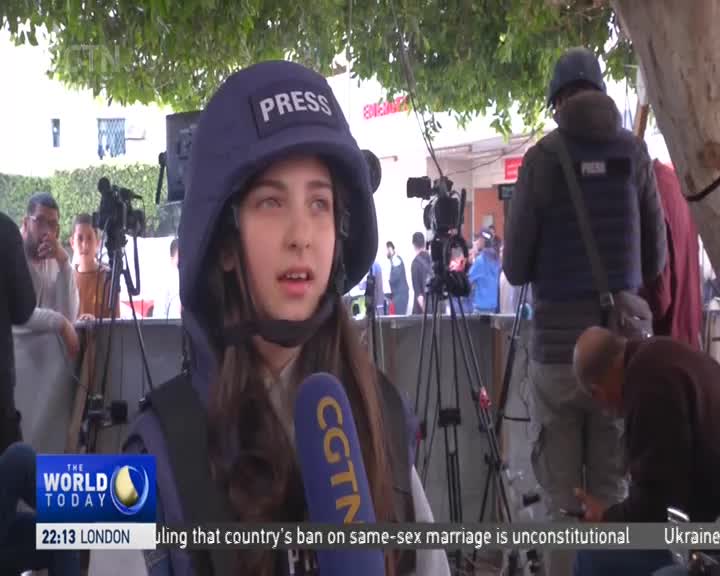 CGTN
PRESS
PRESS
CGTN
THE
WORLD
TODAY
22:13 LONDON
uling that country's ban on same-sex marriage is unconstitutional
Ukraine